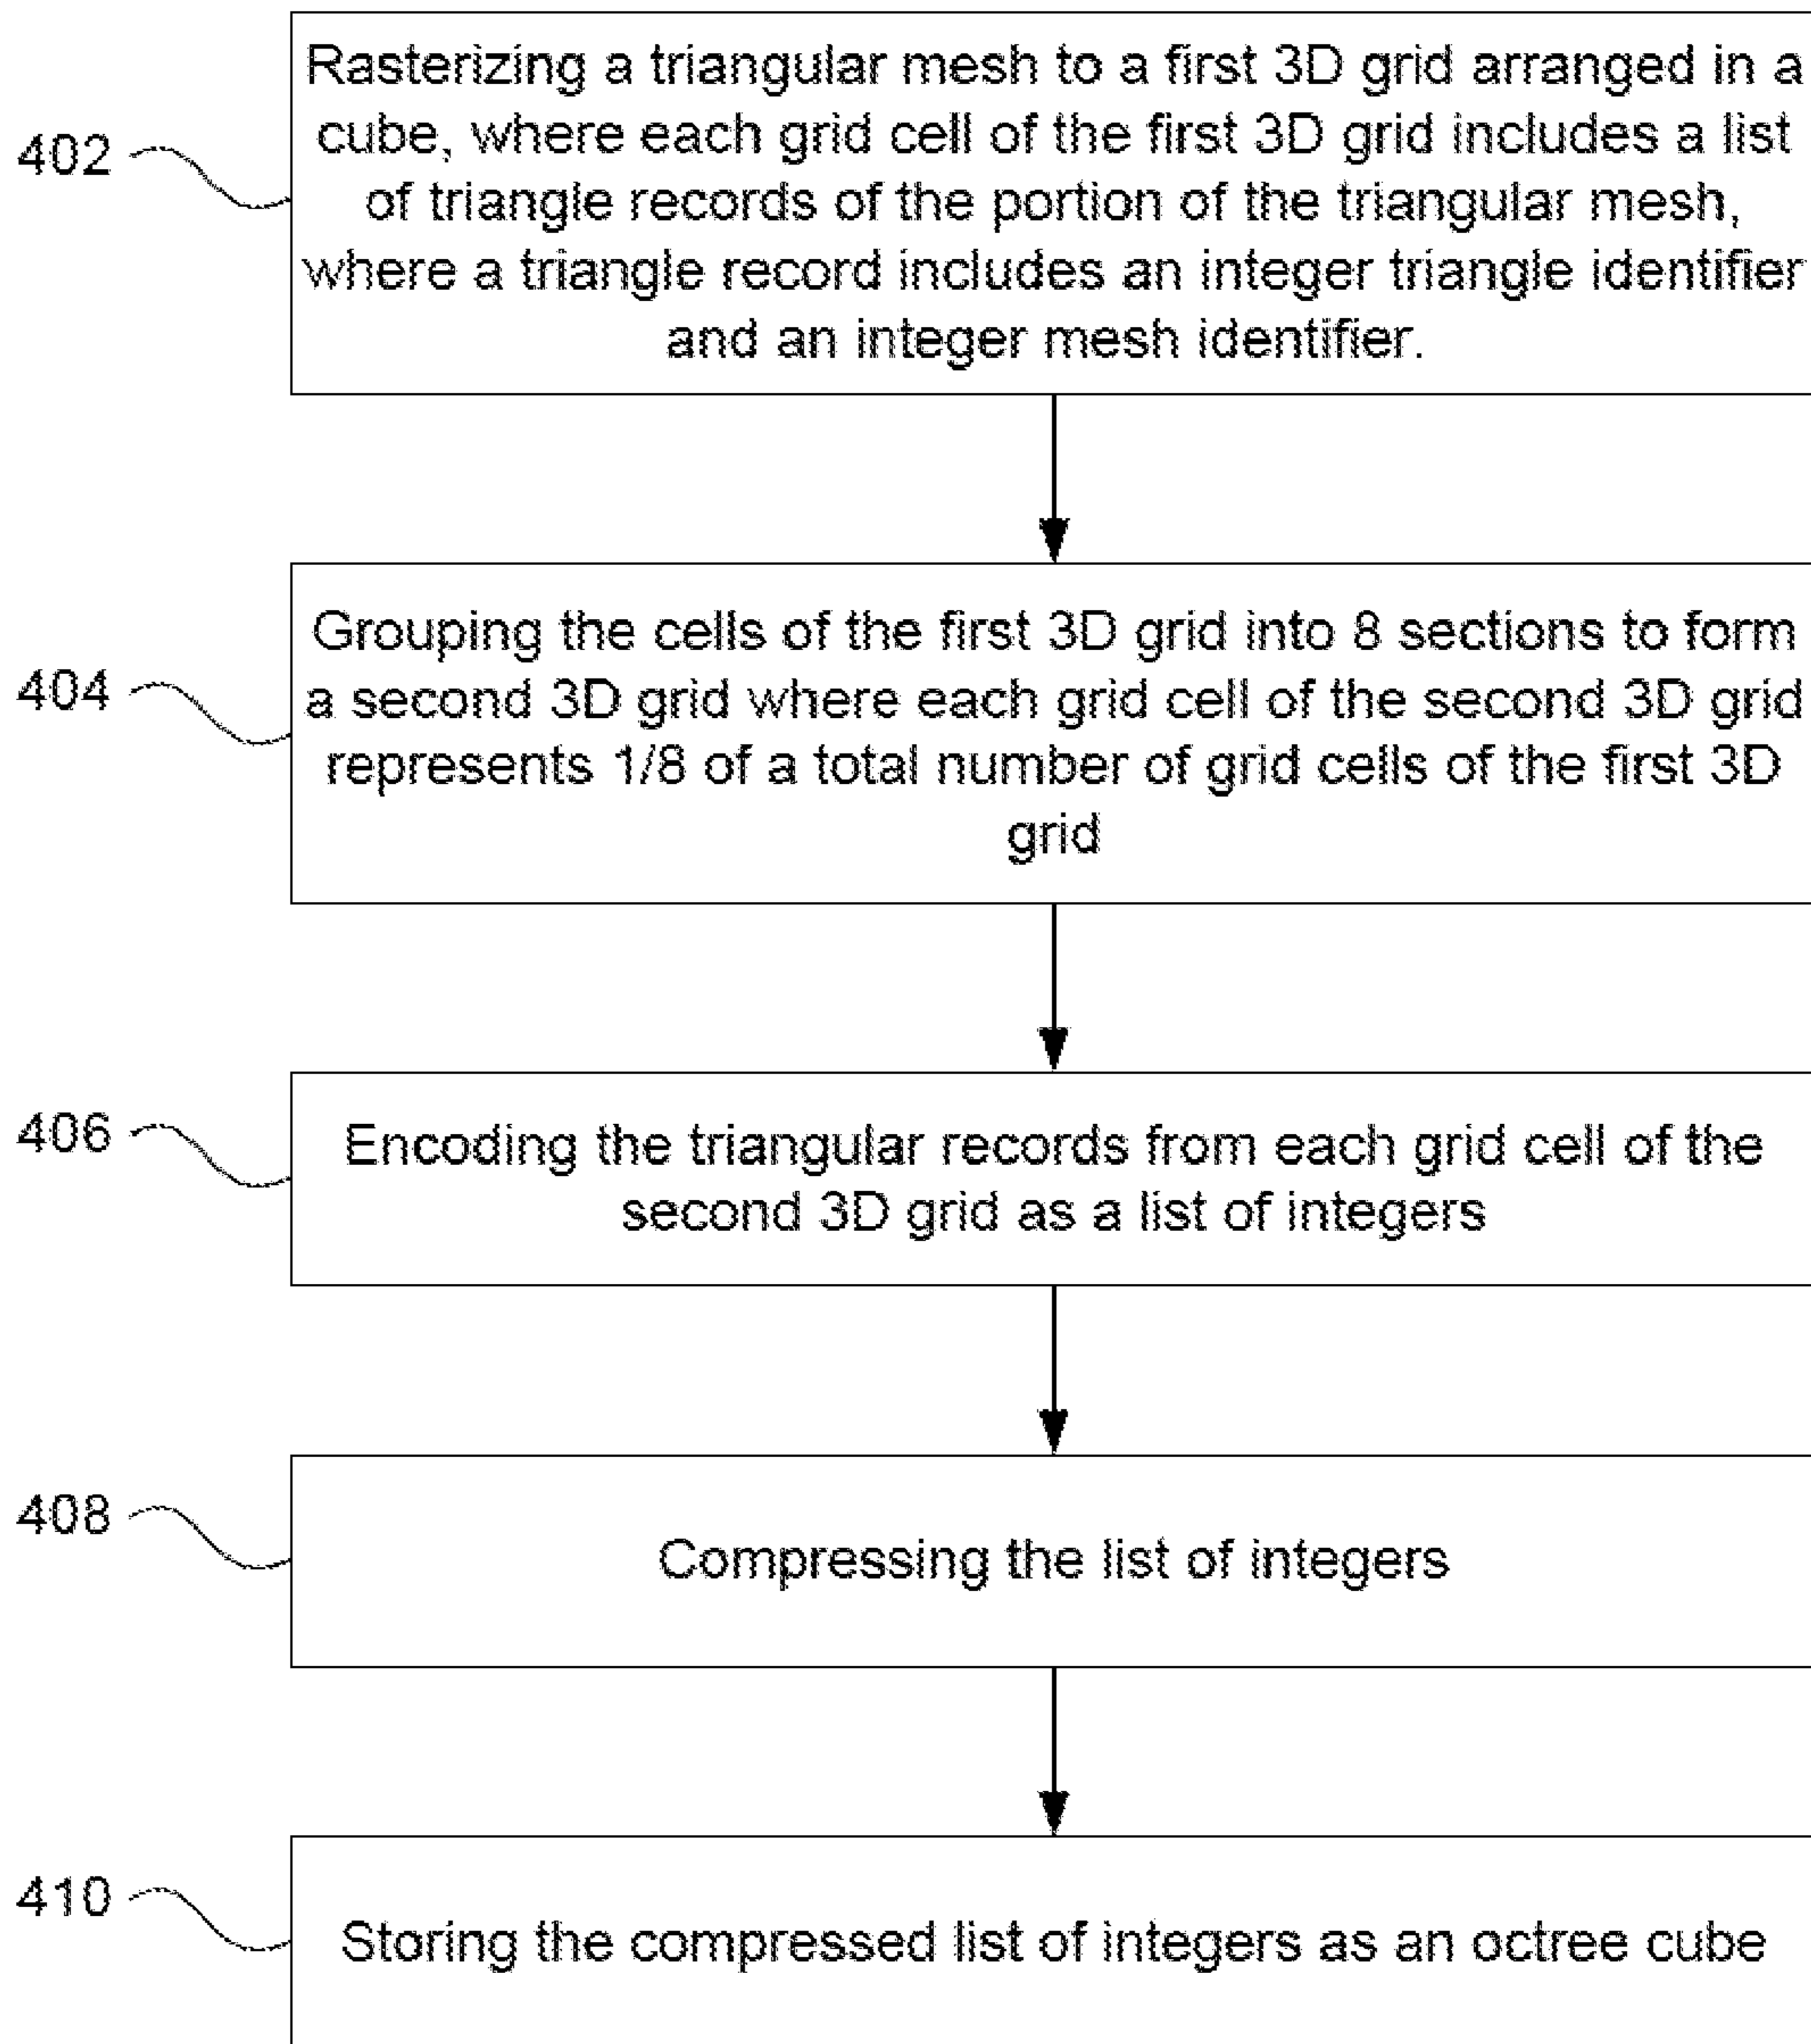 Rasterizing a triangular mesh to a first 3D grid arranged in a
cube, where each grid cell of the first 3D grid includes a list
402
of triangle records of the portion of the triangular mesh,
where a triangle record includes an integer triangle identifier
and an integer mesh identifier.
Grouping the cells of the first 3D grid into 8 sections to form
404
a second 3D grid where each grid cell of the second 3D grid
represents 1/8 of a total number of grid cells of the first 3D
grid
406
Encoding the triangular records from each grid cell of the
second 3D grid as a list of integers
408
Compressing the list of integers
410
Storing the compressed list of integers as an octree cube